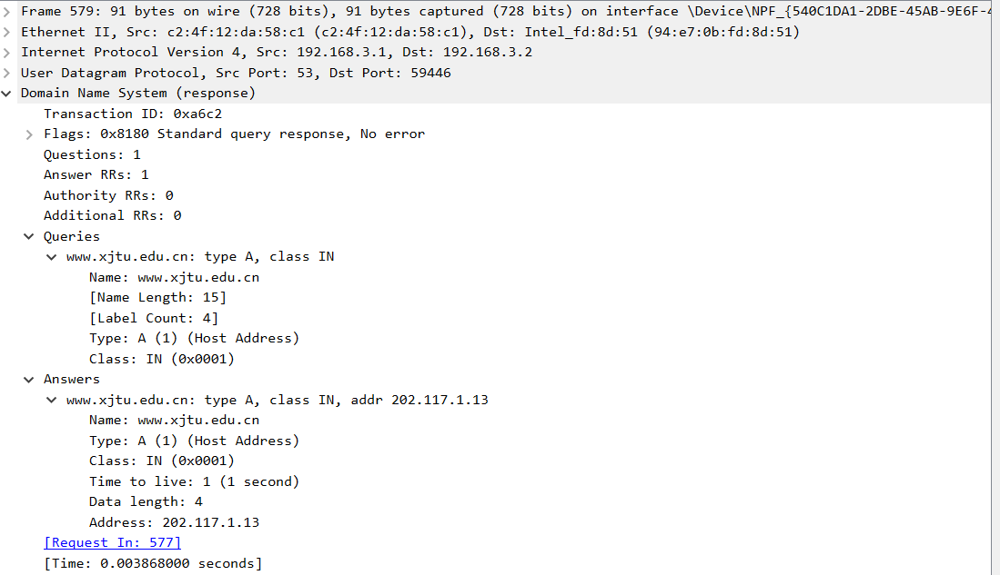 Frame 579: 91 bytes on wire (728 bits), 91 bytes captured (728 bits) on interface \Device\NPF_{540C1DA1-2DBE-45AB-9E6F-4
Ethernet II, Src: c2:4f:12:da:58:c1 (c2:4f:12:da:58:c1), Dst: Intel_fd:8d:51 (94:e7:0b:fd:8d:51)
Internet Protocol Version 4, Src: 192.168.3.1, Dst: 192.168.3.2
User Datagram Protocol, Src Port: 53, Dst Port: 59446
Domain Name System (response)
Transaction ID: 0xa6c2
Flags: 0x8180 Standard query response, No error
Questions: 1
Answer RRs: 1
Authority RRs: 0
Additional RRs: 0
Queries
www.xjtu.edu.cn: type A, class IN
Name: www.xjtu.edu.cn
[Name Length: 15]
[Label Count: 4]
Type: A (1) (Host Address)
Class: IN (0x0001)
Answers
www.xjtu.edu.cn: type A, class IN, addr 202.117.1.13
Name: www.xjtu.edu.cn
Type: A (1) (Host Address)
Class: IN (0x0001)
Time to live: 1 (1 second)
Data length: 4
Address: 202.117.1.13
[Request In: 577]
[Time: 0.003868000 seconds]